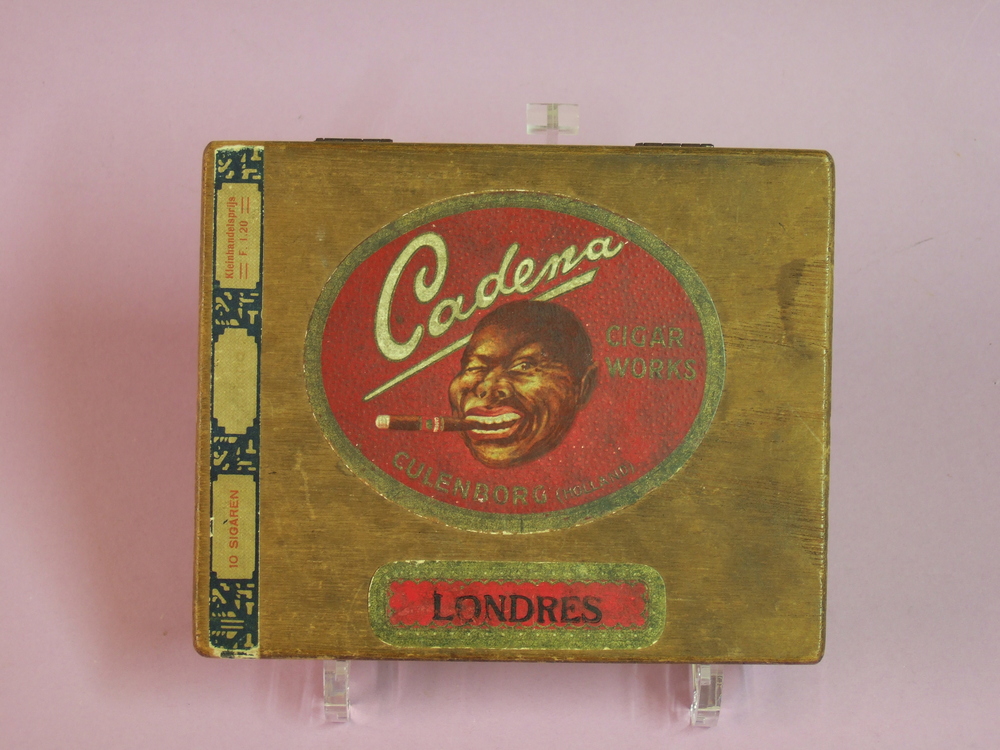 Cadena
CIGAR
WORKS
CULENBORG (HOLLAND)
LONDRES
Kleinhandelsprijs
F. 1.20
10 SIGAREN